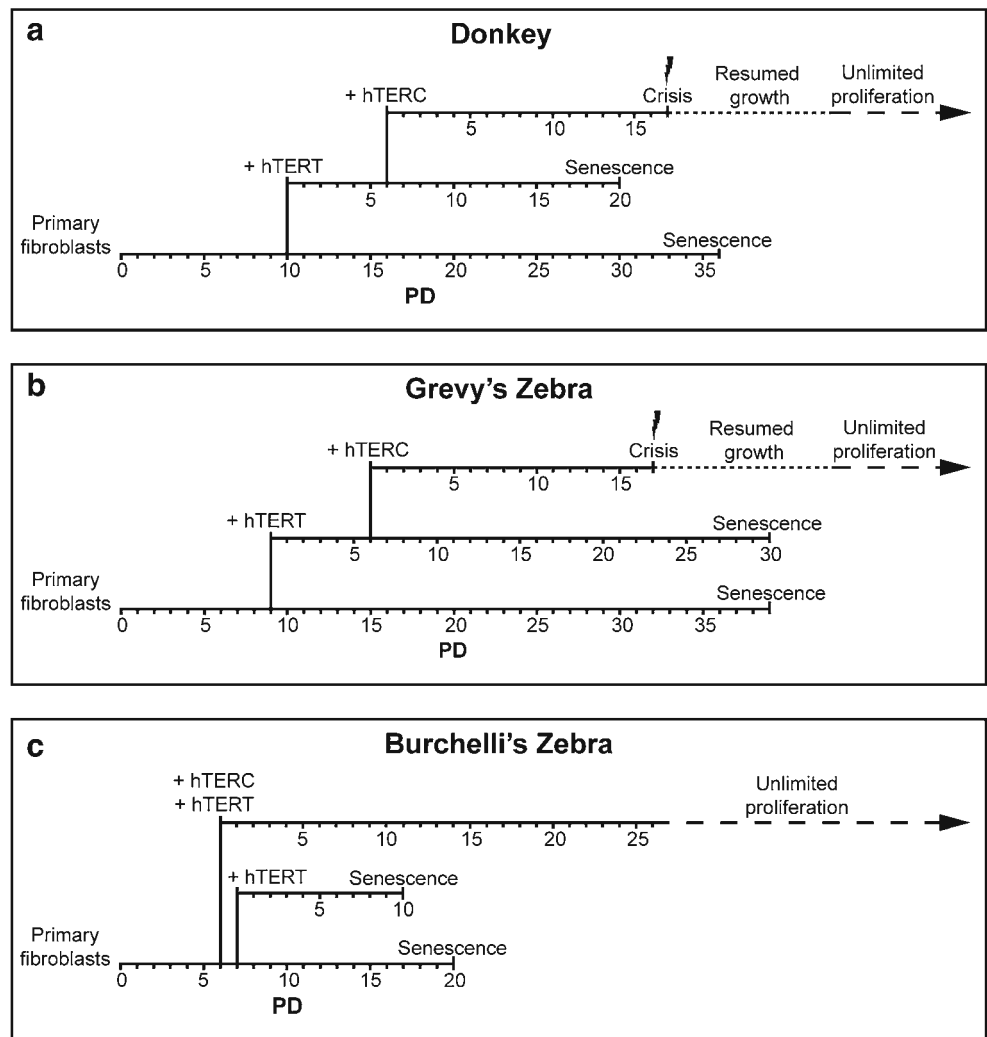 a
Donkey
+ hTERC
Crisis
Resumed
growth
Unlimited
proliferation
5 10 15
+ hTERT
Senescence
5 10 15 20
Primary
fibroblasts
Senescence
0 5 10 15 20 25 30 35
PD
b
Grevy's Zebra
+ hTERC
Crisis
Resumed
growth
Unlimited
proliferation
5 10 15
+ hTERT
Senescence
5 10 15 20 25 30
Primary
fibroblasts
Senescence
0 5 10 15 20 25 32 35
PD
c
Burchelli's Zebra
+ hTERC
+ hTERT
Unlimited
proliferation
5 10 15 20 25
+ hTERT
Senescence
5 10
Primary
fibroblasts
Senescence
0 5 10 15 20
PD